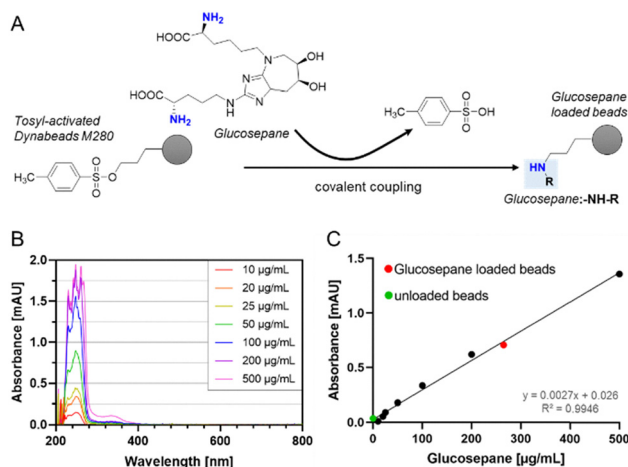 A
NH₂
HOOC
N
OH
HOOC
N
N
OH
NH₂
N
H
Glucosepane
Tosyl-activated
Dynabeads M280
H₃C
O
S
O
O
H₃C
O
S
OH
O
covalent coupling
Glucosepane
loaded beads
HN
R
Glucosepane:-NH-R
B
Absorbance [mAU]
2.0
1.5
1.0
0.5
0.0
200 300 400 500 600 700 800
Wavelength [nm]
10 µg/mL
20 µg/mL
25 µg/mL
50 µg/mL
100 µg/mL
200 µg/mL
500 µg/mL
C
Absorbance [mAU]
1.5
1.0
0.5
0.0
0 100 200 300 400 500
Glucosepane [µg/mL]
Glucosepane loaded beads
unloaded beads
y = 0.0027x + 0.026
R² = 0.9946